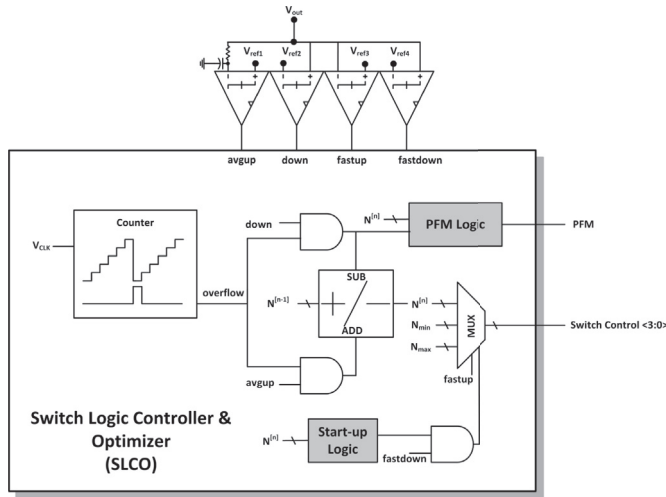 Vout
Vref1
Vref2
Vref3
Vref4
avgup
down
fastup
fastdown
Counter
VCLK
overflow
down
avgup
N[n]
PFM Logic
PFM
N[n-1]
SUB
ADD
N[n]
Nmin
Nmax
MUX
Switch Control <3:0>
fastup
Switch Logic Controller &
Optimizer
(SLCO)
N[n]
Start-up
Logic
fastdown